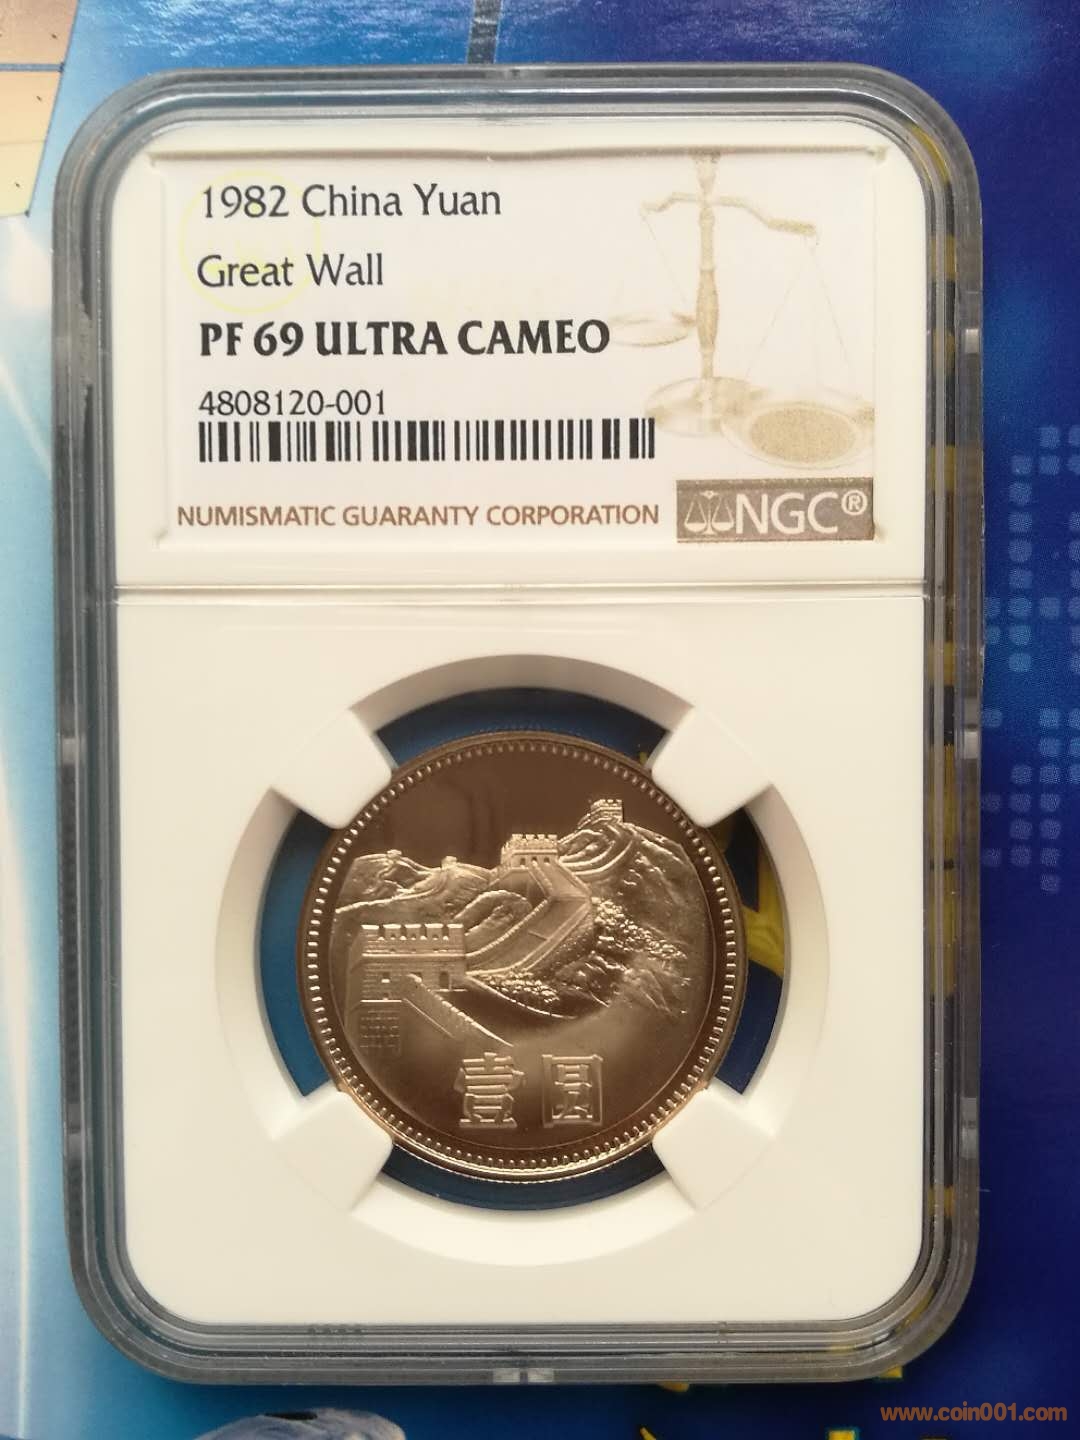 1982 China Yuan
Great Wall
PF 69 ULTRA CAMEO
4808120-001
NUMISMATIC GUARANTY CORPORATION
NGC®
壹圆
www.coin001.com